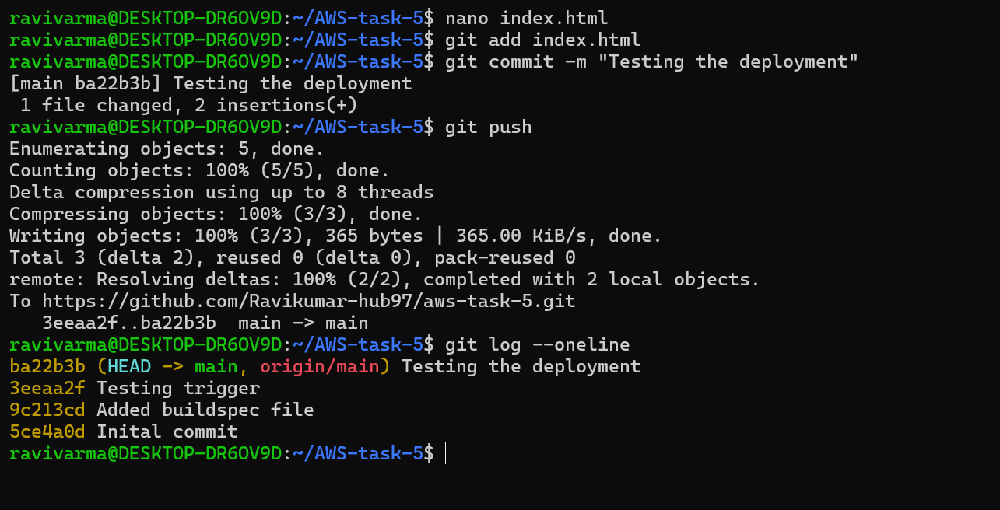 ravivarma@DESKTOP-DR6OV9D:~/AWS-task-5$ nano index.html
ravivarma@DESKTOP-DR6OV9D:~/AWS-task-5$ git add index.html
ravivarma@DESKTOP-DR6OV9D:~/AWS-task-5$ git commit -m "Testing the deployment"
[main ba22b3b] Testing the deployment
 1 file changed, 2 insertions(+)
ravivarma@DESKTOP-DR6OV9D:~/AWS-task-5$ git push
Enumerating objects: 5, done.
Counting objects: 100% (5/5), done.
Delta compression using up to 8 threads
Compressing objects: 100% (3/3), done.
Writing objects: 100% (3/3), 365 bytes | 365.00 KiB/s, done.
Total 3 (delta 2), reused 0 (delta 0), pack-reused 0
remote: Resolving deltas: 100% (2/2), completed with 2 local objects.
To https://github.com/Ravikumar-hub97/aws-task-5.git
   3eeaa2f..ba22b3b  main -> main
ravivarma@DESKTOP-DR6OV9D:~/AWS-task-5$ git log --oneline
ba22b3b (HEAD -> main, origin/main) Testing the deployment
3eeaa2f Testing trigger
9c213cd Added buildspec file
5ce4a0d Inital commit
ravivarma@DESKTOP-DR6OV9D:~/AWS-task-5$